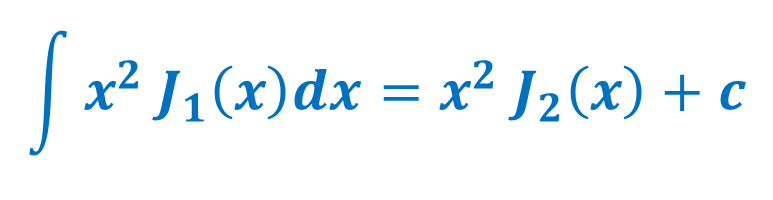 ∫ x² J₁(x)dx = x² J₂(x) + c